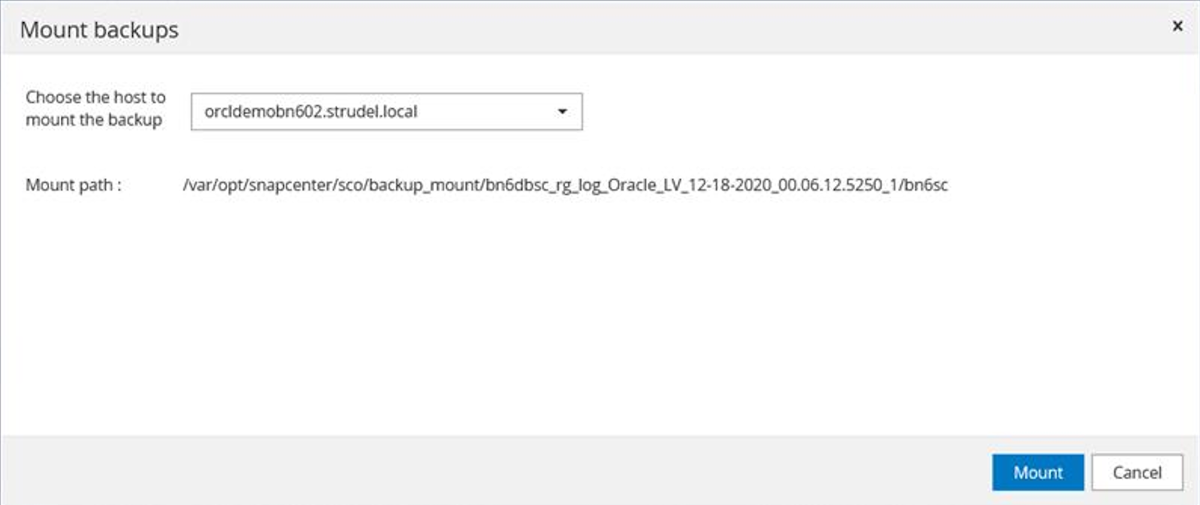 Mount backups
x
Choose the host to
mount the backup
orcldemobn602.strudel.local
Mount path : /var/opt/snapcenter/sco/backup_mount/bn6dbsc_rg_log_Oracle_LV_12-18-2020_00.06.12.5250_1/bn6sc
Mount Cancel